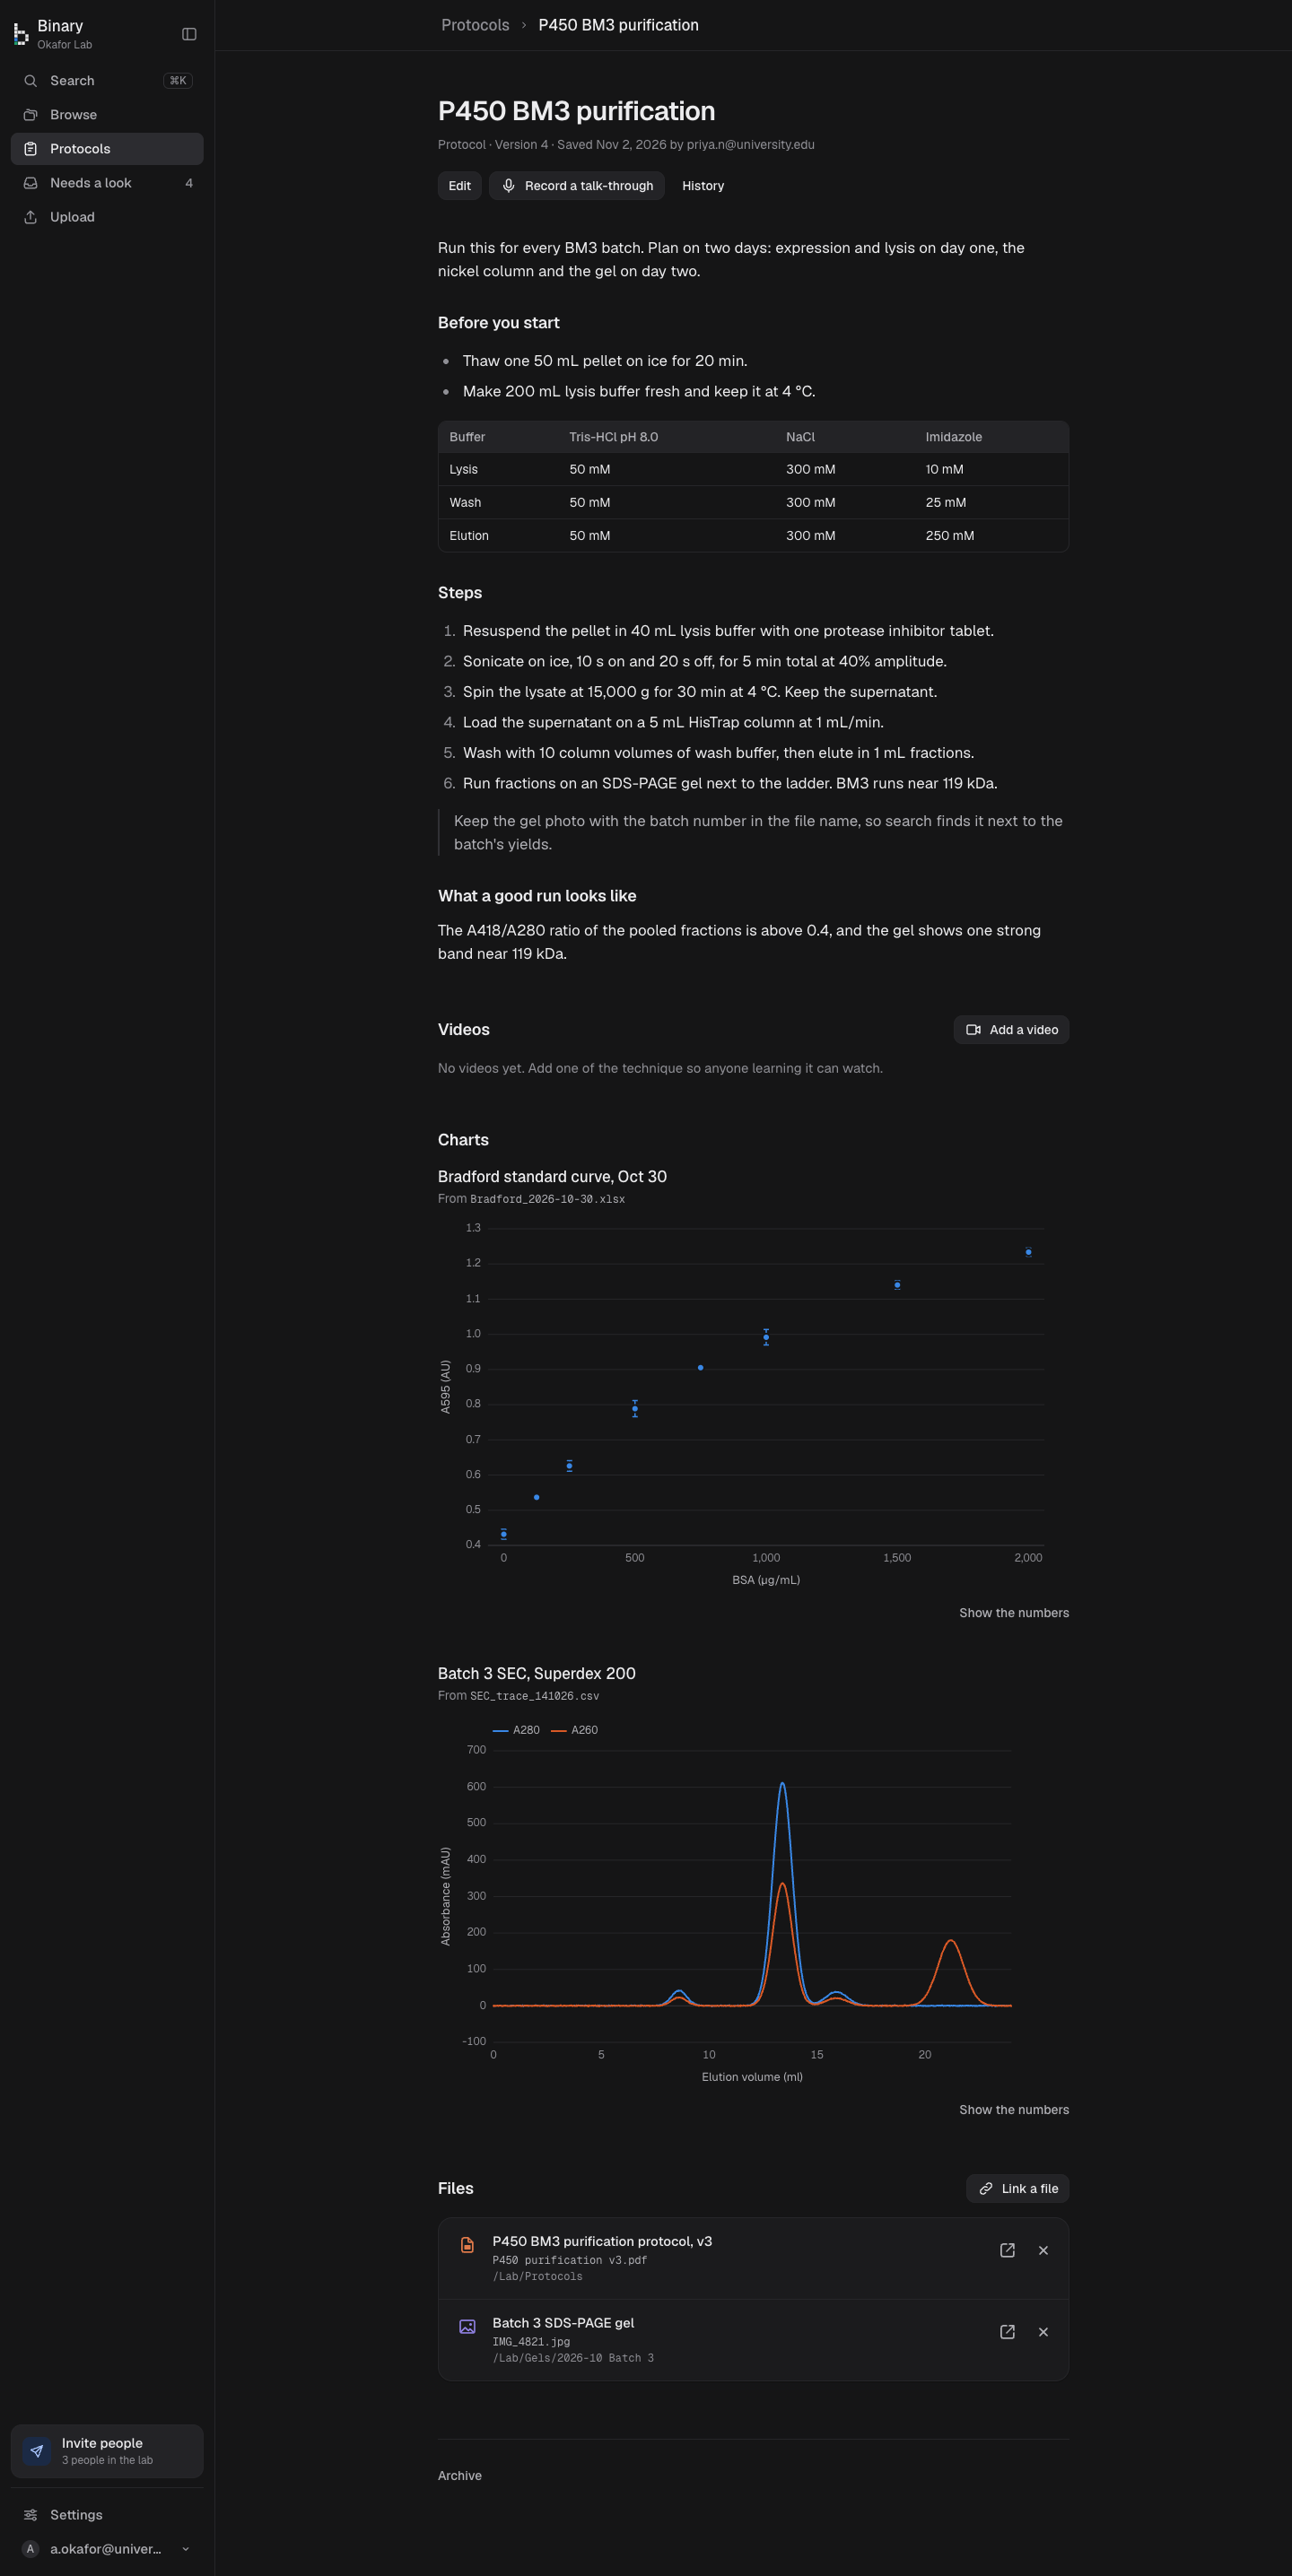 Binary
Okafor Lab
Search ⌘K
Browse
Protocols
Needs a look 4
Upload
Protocols › P450 BM3 purification
P450 BM3 purification
Protocol · Version 4 · Saved Nov 2, 2026 by priya.n@university.edu
Edit Record a talk-through History
Run this for every BM3 batch. Plan on two days: expression and lysis on day one, the
nickel column and the gel on day two.
Before you start
• Thaw one 50 mL pellet on ice for 20 min.
• Make 200 mL lysis buffer fresh and keep it at 4 °C.
Buffer Tris-HCl pH 8.0 NaCl Imidazole
Lysis 50 mM 300 mM 10 mM
Wash 50 mM 300 mM 25 mM
Elution 50 mM 300 mM 250 mM
Steps
1. Resuspend the pellet in 40 mL lysis buffer with one protease inhibitor tablet.
2. Sonicate on ice, 10 s on and 20 s off, for 5 min total at 40% amplitude.
3. Spin the lysate at 15,000 g for 30 min at 4 °C. Keep the supernatant.
4. Load the supernatant on a 5 mL HisTrap column at 1 mL/min.
5. Wash with 10 column volumes of wash buffer, then elute in 1 mL fractions.
6. Run fractions on an SDS-PAGE gel next to the ladder. BM3 runs near 119 kDa.
Keep the gel photo with the batch number in the file name, so search finds it next to the
batch's yields.
What a good run looks like
The A418/A280 ratio of the pooled fractions is above 0.4, and the gel shows one strong
band near 119 kDa.
Videos Add a video
No videos yet. Add one of the technique so anyone learning it can watch.
Charts
Bradford standard curve, Oct 30
From Bradford_2026-10-30.xlsx
1.3
1.2
1.1
1.0
0.9
0.8
0.7
0.6
0.5
0.4
A595 (AU)
0 500 1,000 1,500 2,000
BSA (µg/mL)
Show the numbers
Batch 3 SEC, Superdex 200
From SEC_trace_141026.csv
A280 A260
700
600
500
400
300
200
100
0
-100
Absorbance (mAU)
0 5 10 15 20
Elution volume (ml)
Show the numbers
Files Link a file
P450 BM3 purification protocol, v3
P450 purification v3.pdf
/Lab/Protocols
Batch 3 SDS-PAGE gel
IMG_4821.jpg
/Lab/Gels/2026-10 Batch 3
Archive
Invite people
3 people in the lab
Settings
A a.okafor@univer...